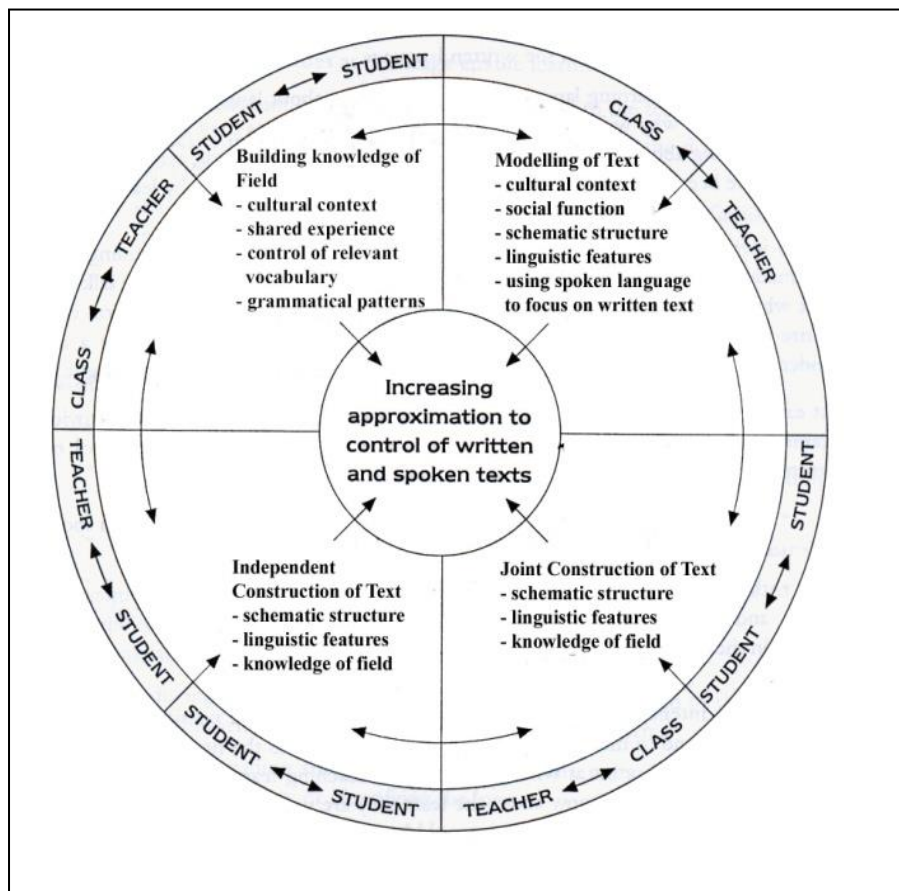 STUDENT
STUDENT
TEACHER
CLASS
Building knowledge of
Field
- cultural context
- shared experience
- control of relevant
vocabulary
- grammatical patterns
CLASS
TEACHER
Modelling of Text
- cultural context
- social function
- schematic structure
- linguistic features
- using spoken language
to focus on written text
Increasing
approximation to
control of written
and spoken texts
TEACHER
STUDENT
STUDENT
STUDENT
Independent
Construction of Text
- schematic structure
- linguistic features
- knowledge of field
STUDENT
STUDENT
CLASS
TEACHER
Joint Construction of Text
- schematic structure
- linguistic features
- knowledge of field